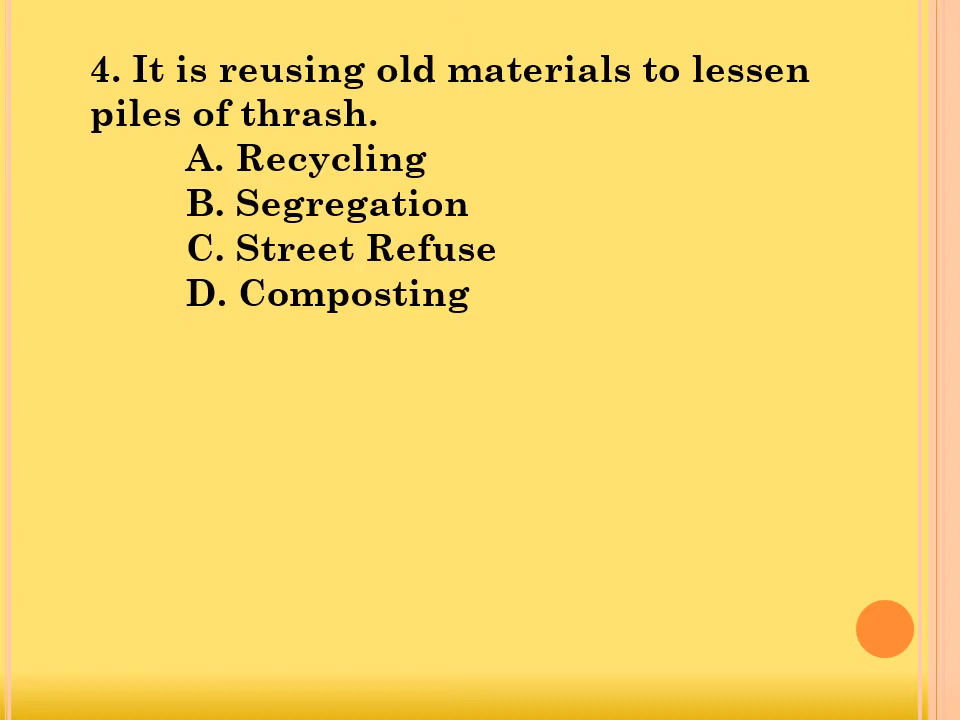 4. It is reusing old materials to lessen
piles of thrash.
A. Recycling
B. Segregation
C. Street Refuse
D. Composting